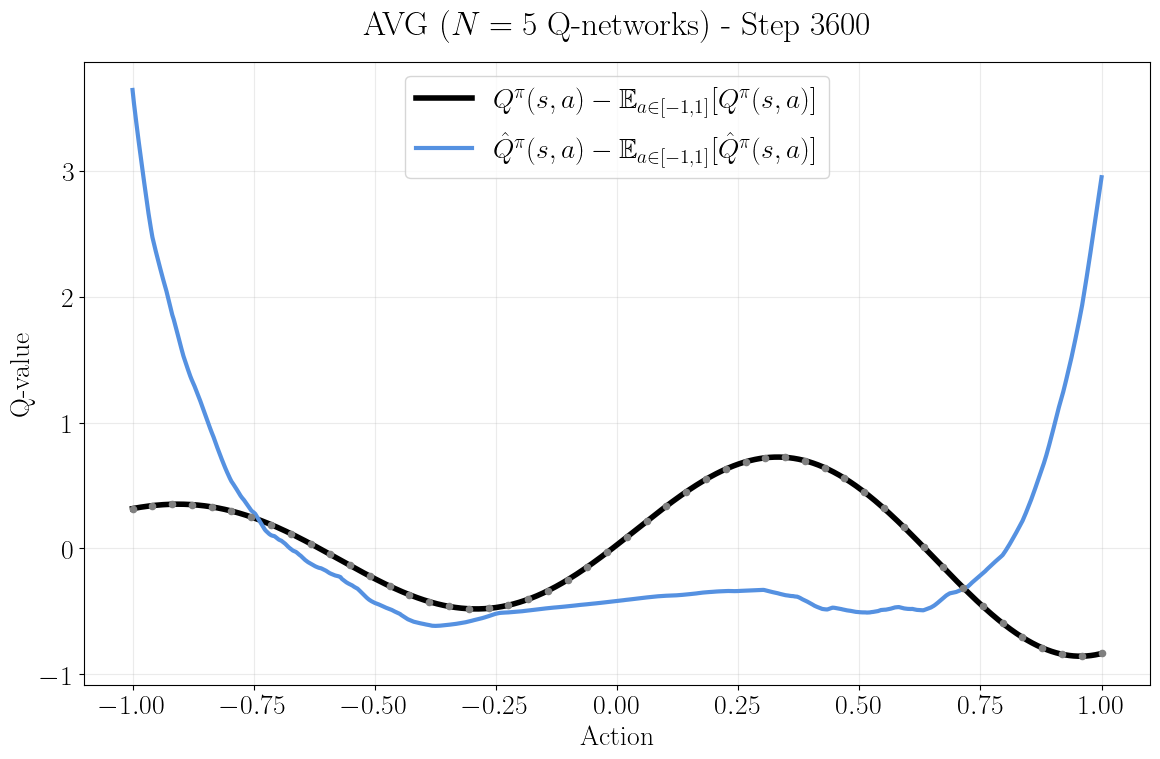 AVG (N = 5 Q-networks) - Step 3600
Q^π(s, a) − 𝔼_{a∈[−1,1]}[Q^π(s, a)]
Q̂^π(s, a) − 𝔼_{a∈[−1,1]}[Q̂^π(s, a)]
Q-value
3
2
1
0
−1
−1.00 −0.75 −0.50 −0.25 0.00 0.25 0.50 0.75 1.00
Action